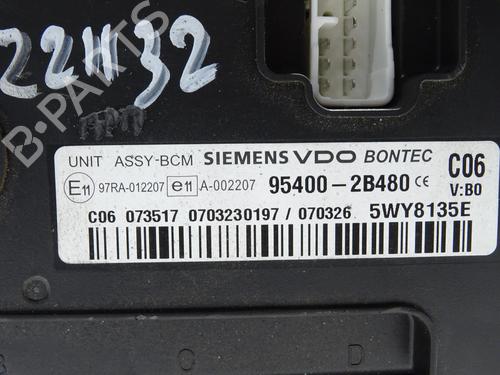 221132
B-PARTS
UNIT ASSY-BCM SIEMENS VDO BONTEC C06
E11 97RA-012207 e11 A-002207 95400-2B480 CE V:B0
C06 073517 0703230197 / 070326 5WY8135E